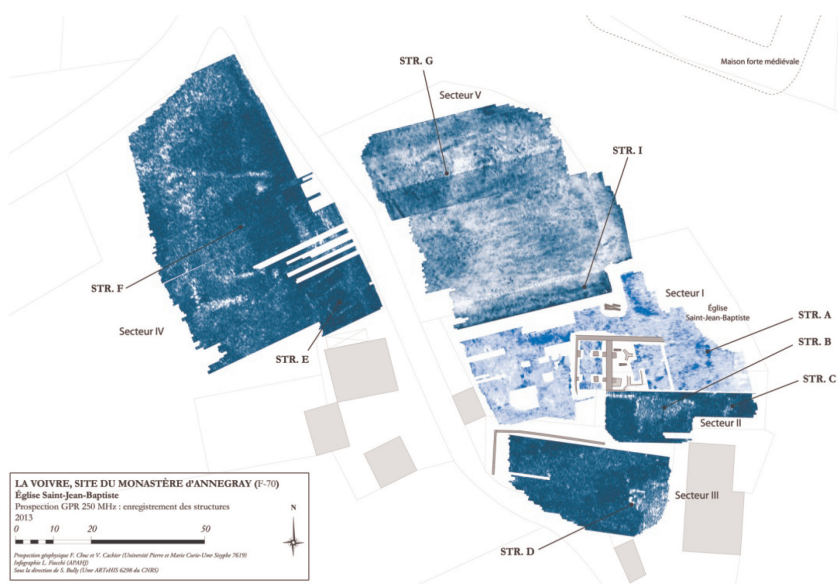 Maison forte médiévale
STR. G
Secteur V
STR. I
STR. F
Secteur IV
STR. E
Secteur I
Église
Saint-Jean-Baptiste
STR. A
STR. B
STR. C
Secteur II
Secteur III
STR. D
LA VOIVRE, SITE DU MONASTÈRE d'ANNEGRAY (F-70)
Église Saint-Jean-Baptiste
Prospection GPR 250 MHz : enregistrement des structures
2013
0 10 20 50
N
Prospection géophysique F. Chuc et V. Cachier (Université Pierre et Marie Curie-Umr Sisyphe 7619)
Infographie L. Fiocchi (APAHJ)
Sous la direction de S. Bully (Umr ARTeHIS 6298 du CNRS)